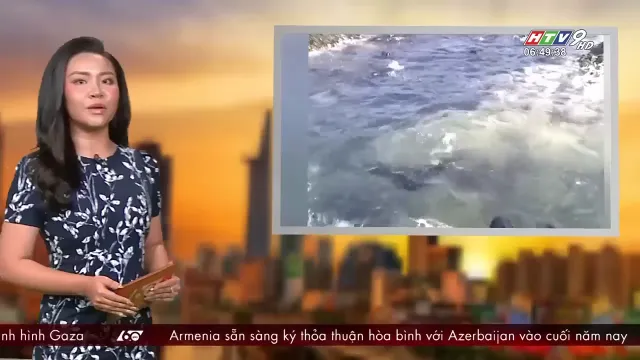 HTV9 HD
06:49:38
nh hình Gaza 60 Armenia sẵn sàng ký thỏa thuận hòa bình với Azerbaijan vào cuối năm nay